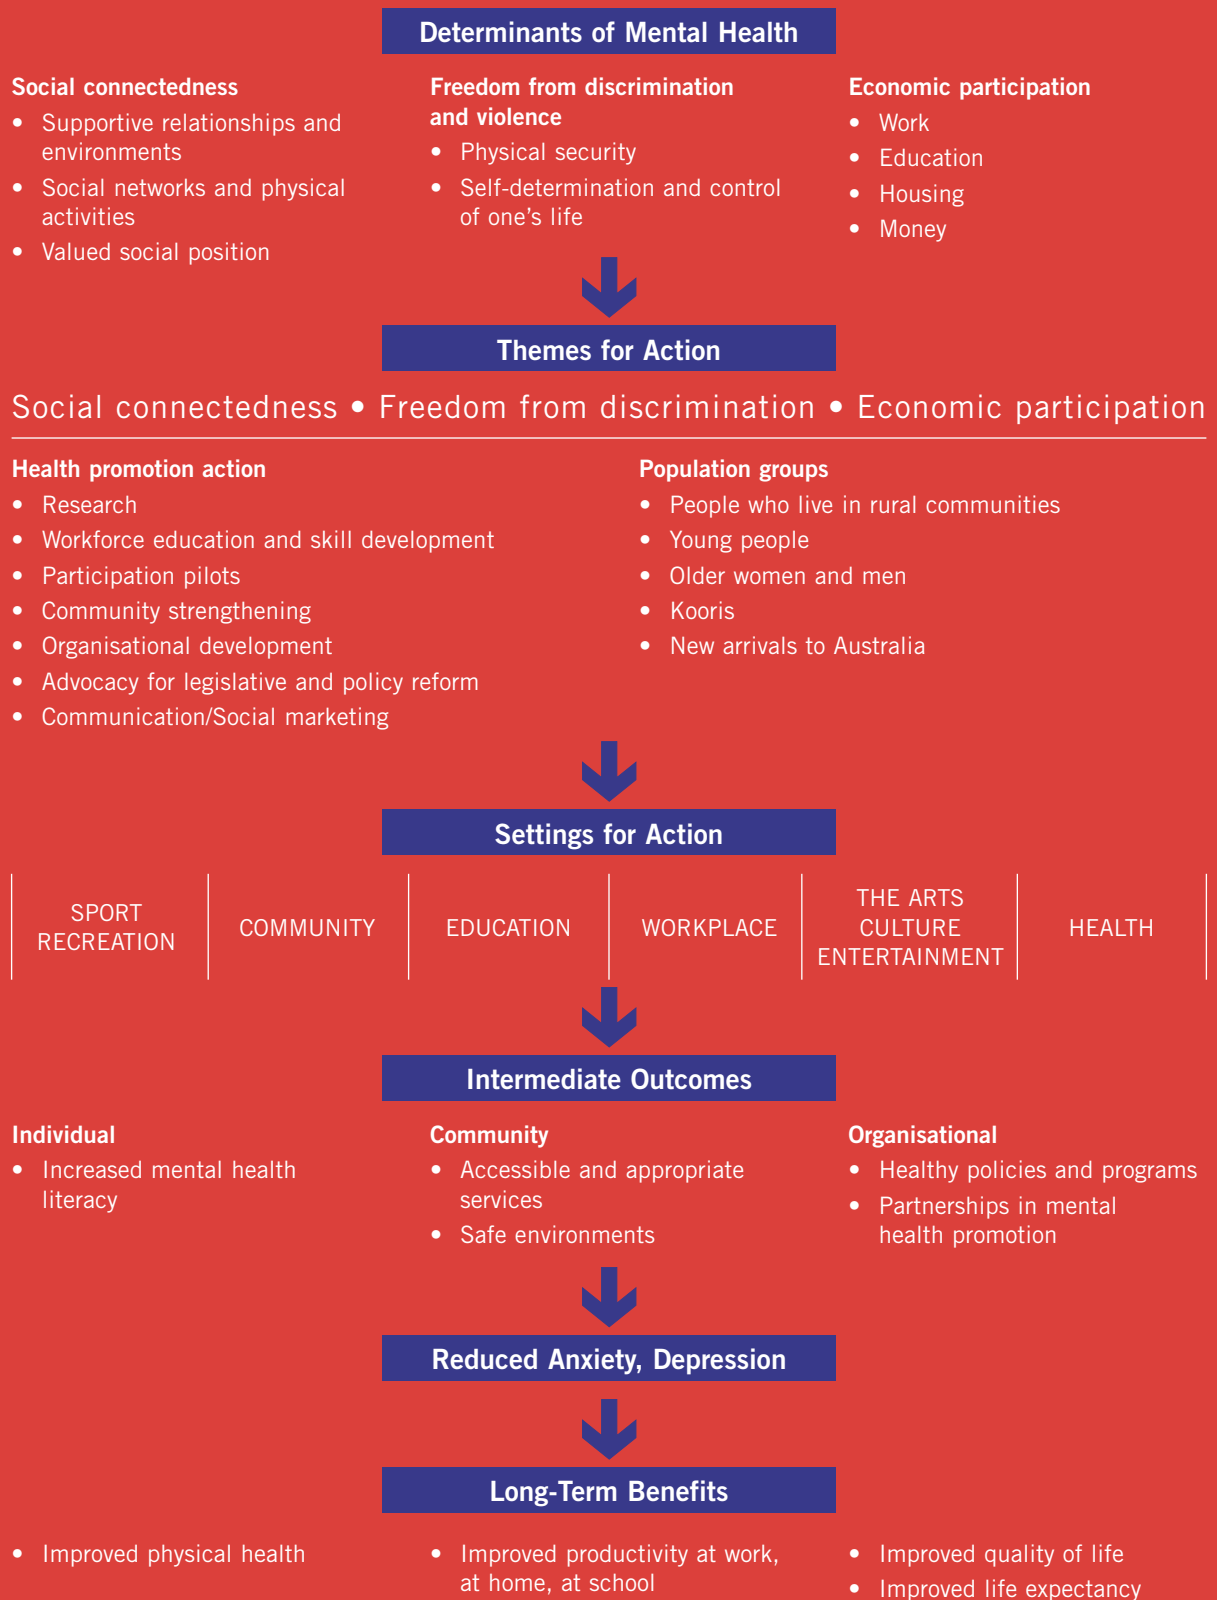 Determinants of Mental Health
Social connectedness
• Supportive relationships and
environments
• Social networks and physical
activities
• Valued social position
Freedom from discrimination
and violence
• Physical security
• Self-determination and control
of one's life
Economic participation
• Work
• Education
• Housing
• Money
Themes for Action
Social connectedness • Freedom from discrimination • Economic participation
Health promotion action
• Research
• Workforce education and skill development
• Participation pilots
• Community strengthening
• Organisational development
• Advocacy for legislative and policy reform
• Communication/Social marketing
Population groups
• People who live in rural communities
• Young people
• Older women and men
• Kooris
• New arrivals to Australia
Settings for Action
SPORT
RECREATION
COMMUNITY
EDUCATION
WORKPLACE
THE ARTS
CULTURE
ENTERTAINMENT
HEALTH
Intermediate Outcomes
Individual
• Increased mental health
literacy
Community
• Accessible and appropriate
services
• Safe environments
Organisational
• Healthy policies and programs
• Partnerships in mental
health promotion
Reduced Anxiety, Depression
Long-Term Benefits
• Improved physical health
• Improved productivity at work,
at home, at school
• Improved quality of life
• Improved life expectancy